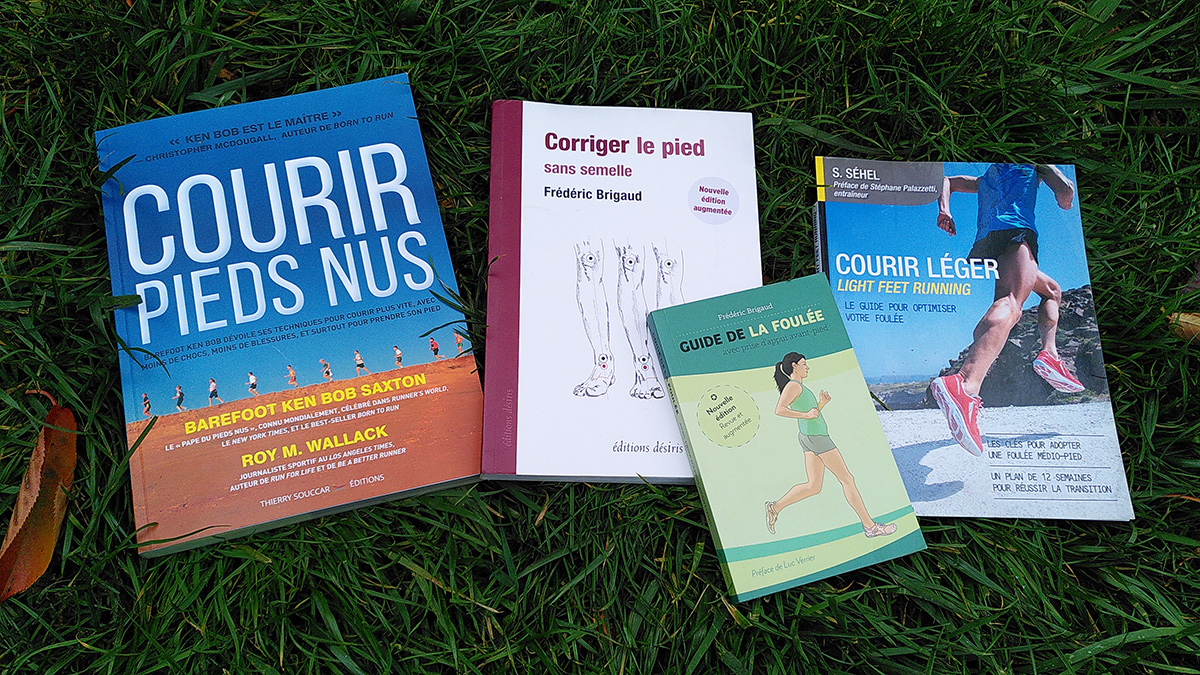 « KEN BOB EST LE MAÎTRE »
CHRISTOPHER MCDOUGALL, AUTEUR DE BORN TO RUN
COURIR
PIEDS NUS
BAREFOOT KEN BOB DÉVOILE SES TECHNIQUES POUR COURIR PLUS VITE, AVEC
MOINS DE CHOCS, MOINS DE BLESSURES, ET SURTOUT POUR PRENDRE SON PIED
BAREFOOT KEN BOB SAXTON
LE « PAPE DU PIEDS NUS », CONNU MONDIALEMENT, CÉLÉBRÉ DANS RUNNER'S WORLD,
LE NEW YORK TIMES, ET LE BEST-SELLER BORN TO RUN
ROY M. WALLACK
JOURNALISTE SPORTIF AU LOS ANGELES TIMES,
AUTEUR DE RUN FOR LIFE ET DE BE A BETTER RUNNER
THIERRY SOUCCAR ÉDITIONS
Corriger le pied
sans semelle
Frédéric Brigaud
Nouvelle
édition
augmentée
éditions désiris
éditions désiris
Frédéric Brigaud
GUIDE DE LA FOULÉE
avec prise d'appui avant-pied
Nouvelle
édition
Revue et
augmentée
Préface de Luc Verrier
S. SÉHEL
Préface de Stéphane Palazzetti,
entraîneur
COURIR LÉGER
LIGHT FEET RUNNING
LE GUIDE POUR OPTIMISER
VOTRE FOULÉE
LES CLÉS POUR ADOPTER
UNE FOULÉE MÉDIO-PIED
UN PLAN DE 12 SEMAINES
POUR RÉUSSIR LA TRANSITION